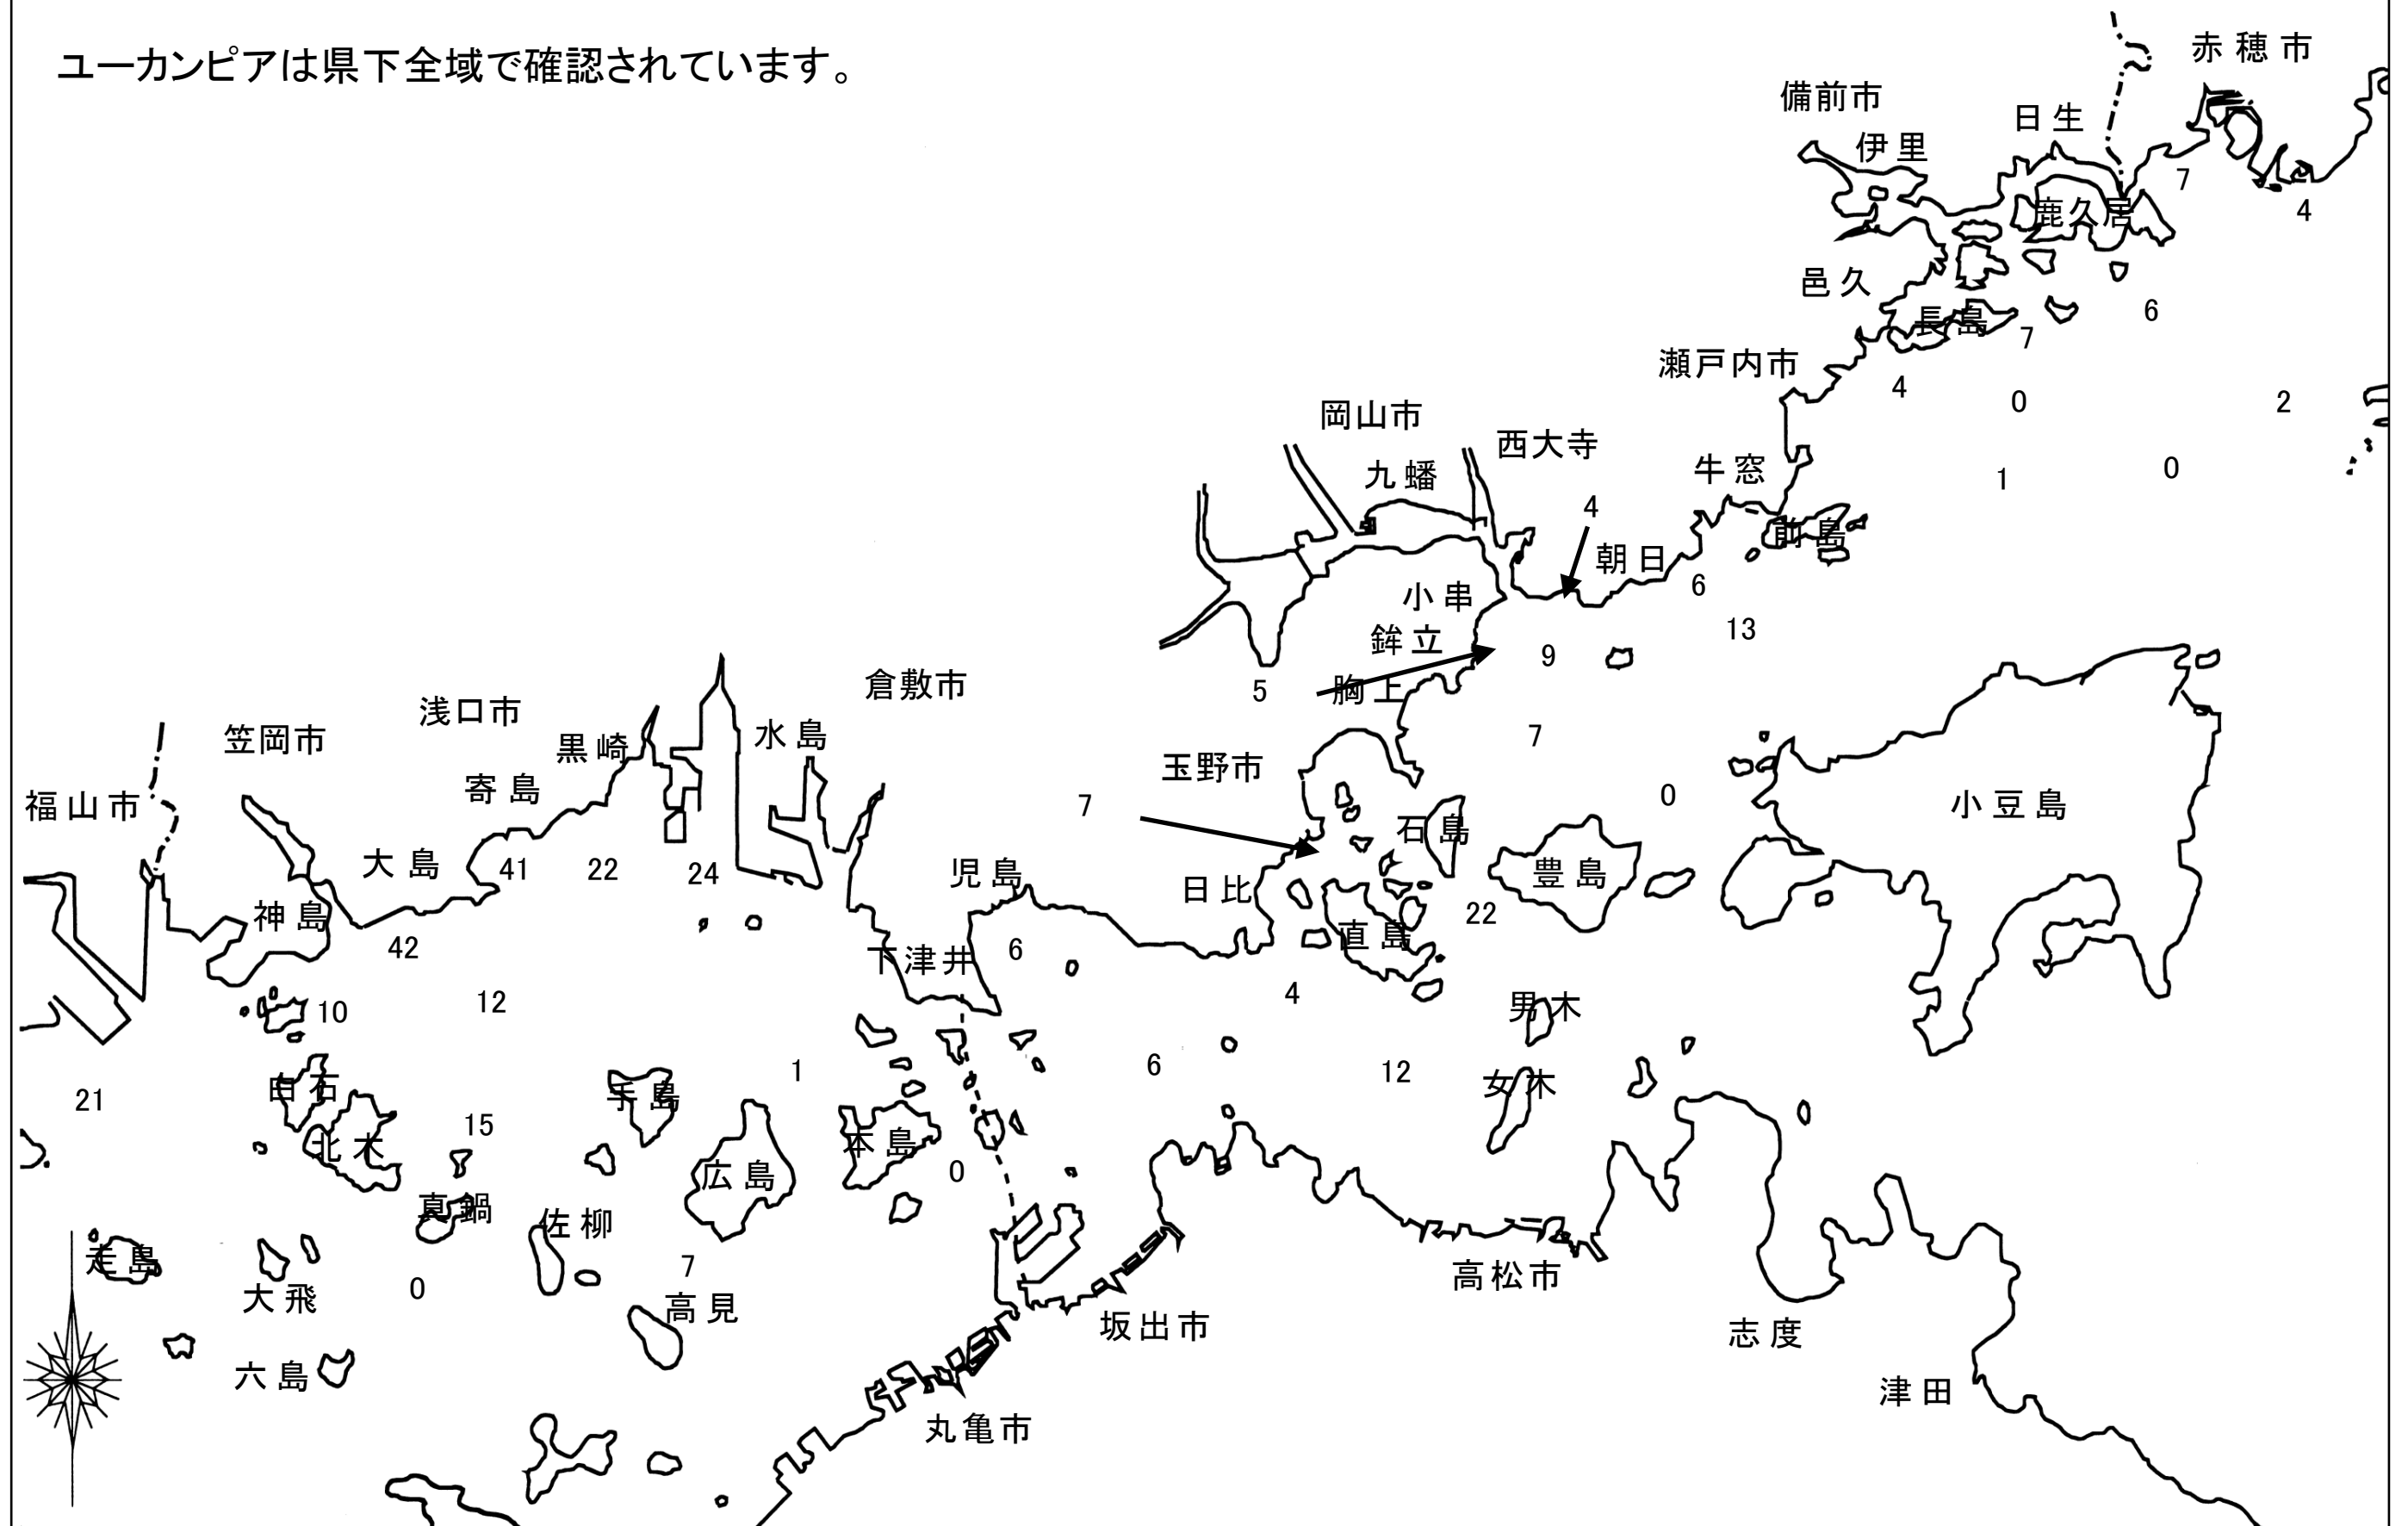 ユーカンピアは県下全域で確認されています。
赤穂市
備前市
日生
伊里
7
4
鹿久居
邑久
6
長島
7
瀬戸内市
4
0
2
岡山市
西大寺
九蟠
牛窓
0
1
4
前島
朝日
6
小串
13
鉾立
9
倉敷市
胸上
5
浅口市
水島
7
笠岡市
黒崎
玉野市
寄島
0
福山市
7
小豆島
石島
大島
41
22
24
児島
豊島
日比
神島
22
直島
42
6
下津井
4
12
10
男木
1
6
12
白石
手島
女木
21
15
北木
本島
0
広島
真鍋
佐柳
走島
7
高松市
0
大飛
高見
坂出市
志度
六島
津田
丸亀市